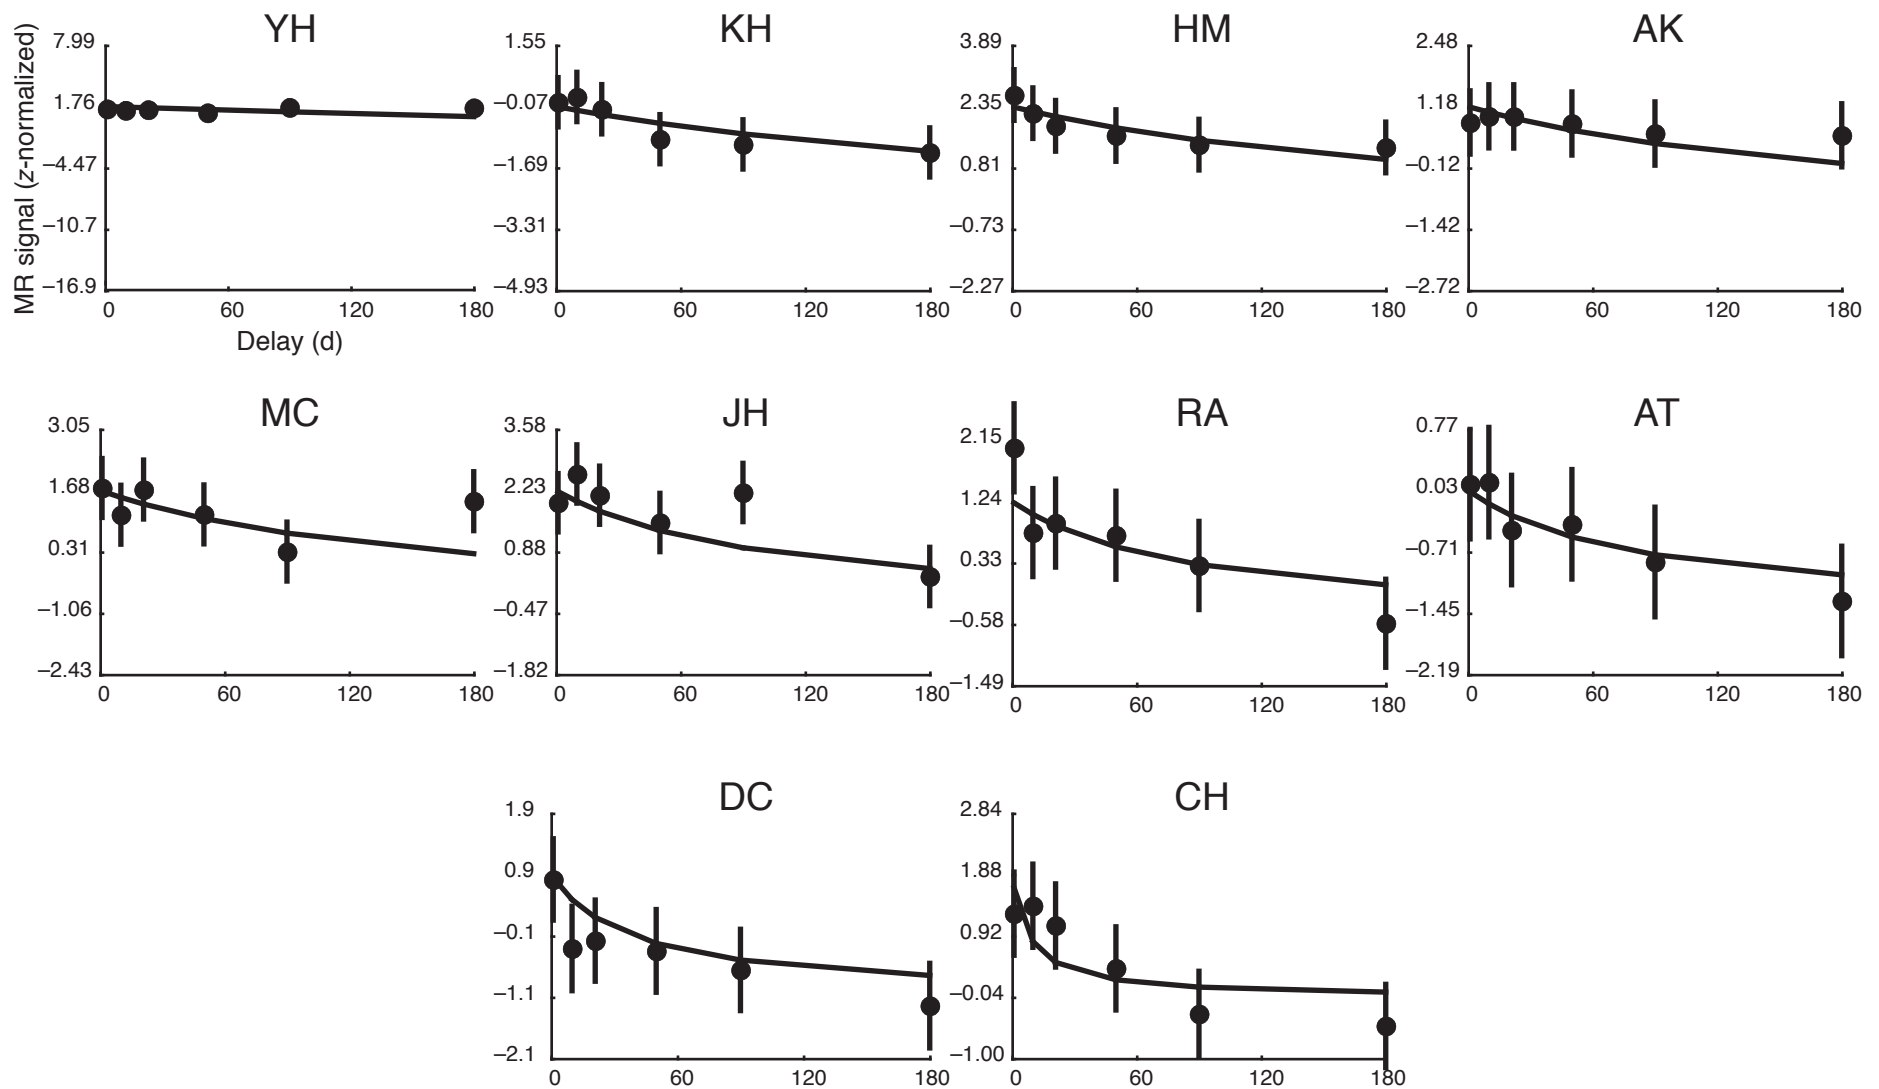 YH KH HM AK
MR signal (z-normalized)
7.99 1.55 3.89 2.48
1.76 –0.07 2.35 1.18
–4.47 –1.69 0.81 –0.12
–10.7 –3.31 –0.73 –1.42
–16.9 –4.93 –2.27 –2.72
0 60 120 180 0 60 120 180 0 60 120 180 0 60 120 180
Delay (d)
MC JH RA AT
3.05 3.58 2.15 0.77
1.68 2.23 1.24 0.03
0.31 0.88 0.33 –0.71
–1.06 –0.47 –0.58 –1.45
–2.43 –1.82 –1.49 –2.19
0 60 120 180 0 60 120 180 0 60 120 180 0 60 120 180
DC CH
1.9 2.84
0.9 1.88
–0.1 0.92
–1.1 –0.04
–2.1 –1.00
0 60 120 180 0 60 120 180